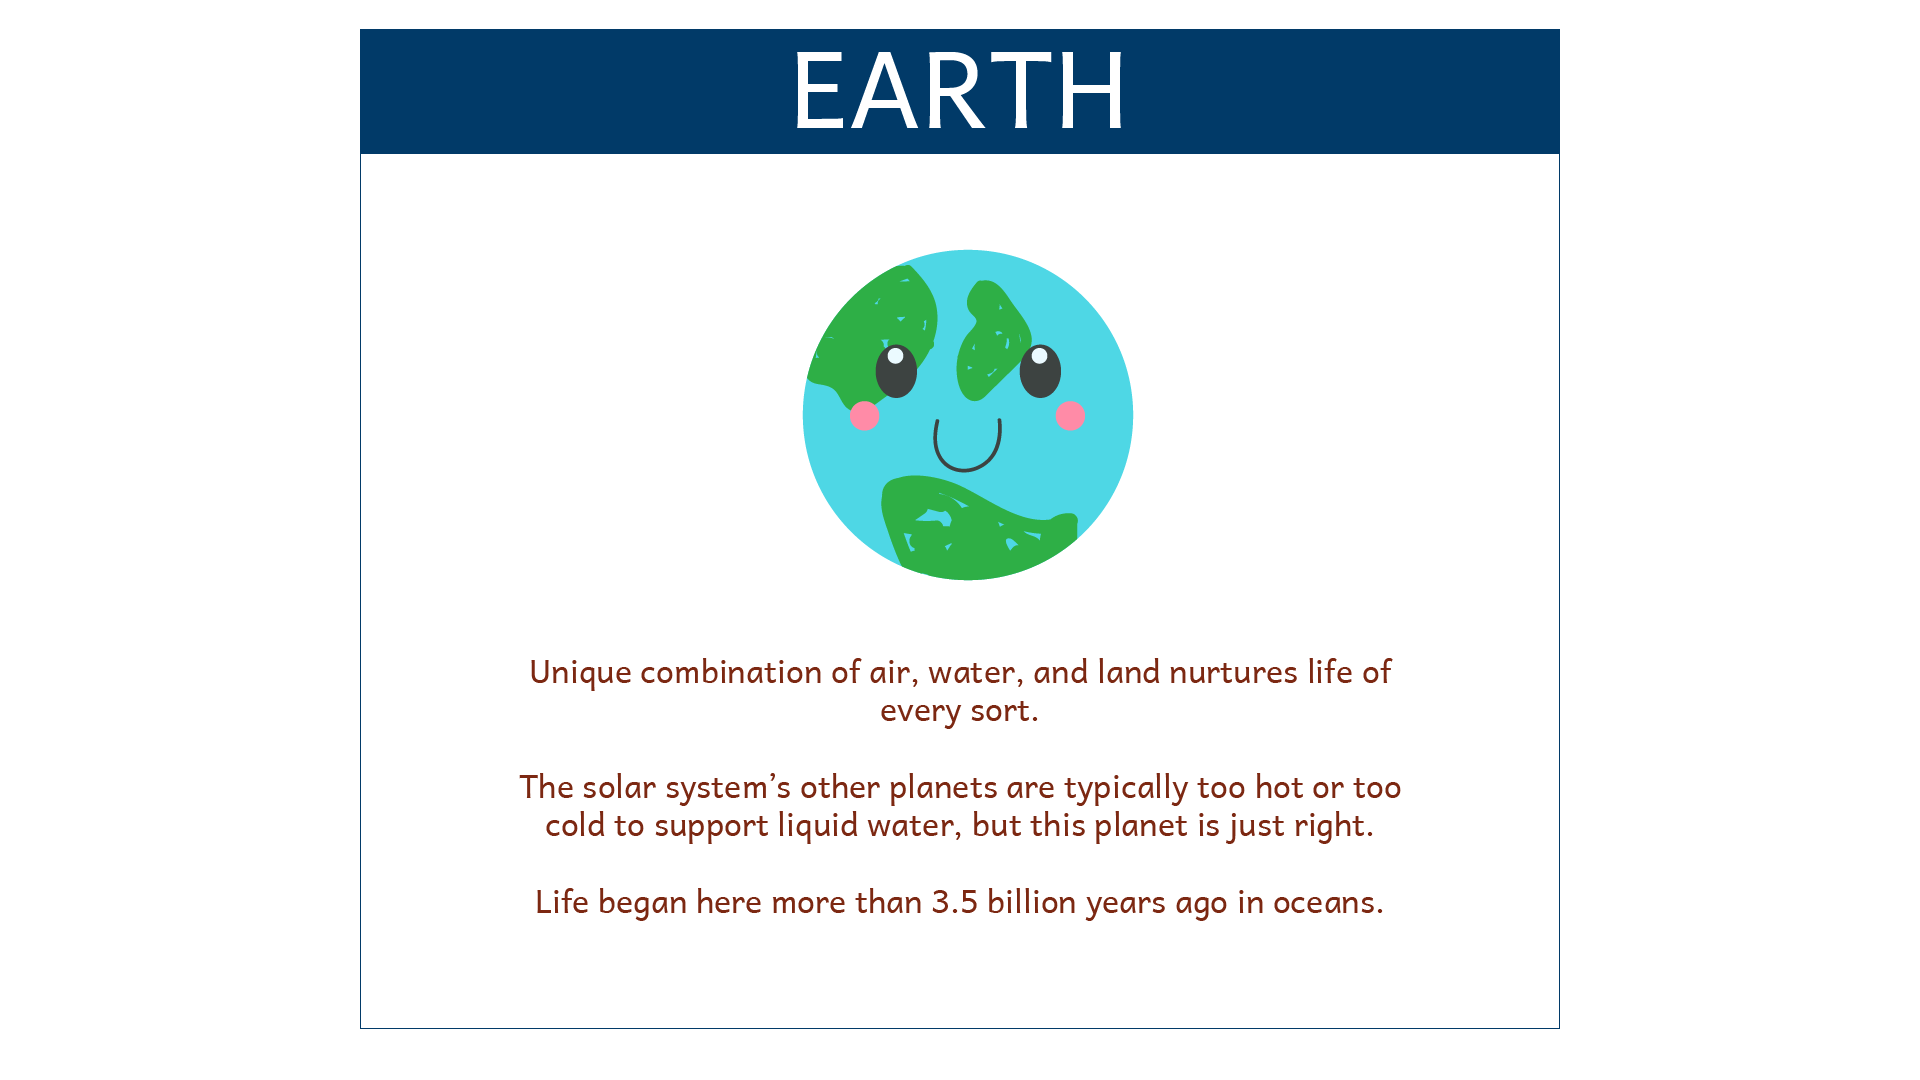 EARTH
Unique combination of air, water, and land nurtures life of
every sort.
The solar system’s other planets are typically too hot or too
cold to support liquid water, but this planet is just right.
Life began here more than 3.5 billion years ago in oceans.